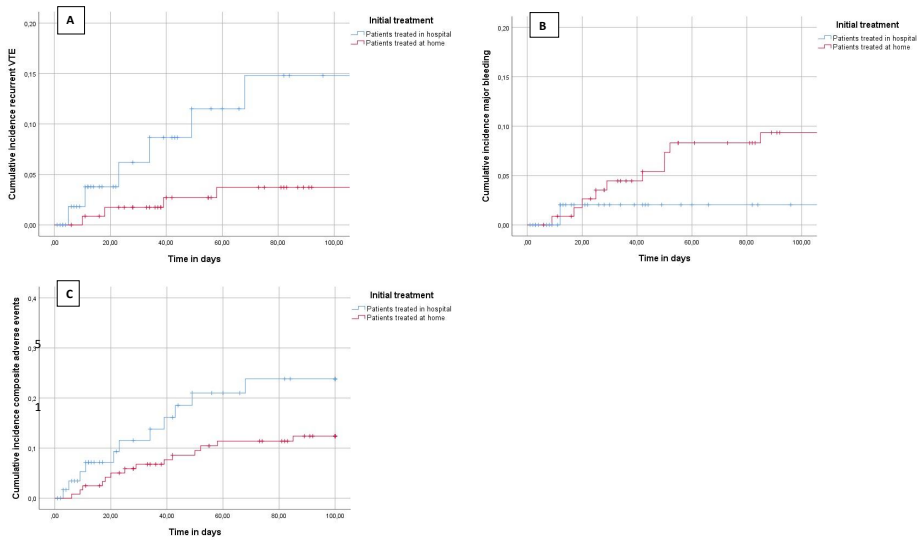 A
Initial treatment
Patients treated in hospital
Patients treated at home
Cumulative incidence recurrent VTE
0,20
0,15
0,10
0,05
0,00
,00 20,00 40,00 60,00 80,00 100,00
Time in days
B
Initial treatment
Patients treated in hospital
Patients treated at home
Cumulative incidence major bleeding
0,20
0,15
0,10
0,05
0,00
,00 20,00 40,00 60,00 80,00 100,00
Time in days
C
Initial treatment
Patients treated in hospital
Patients treated at home
Cumulative incidence composite adverse events
0,4
0,3
5
0,2
1
0,1
0,0
,00 20,00 40,00 60,00 80,00 100,00
Time in days